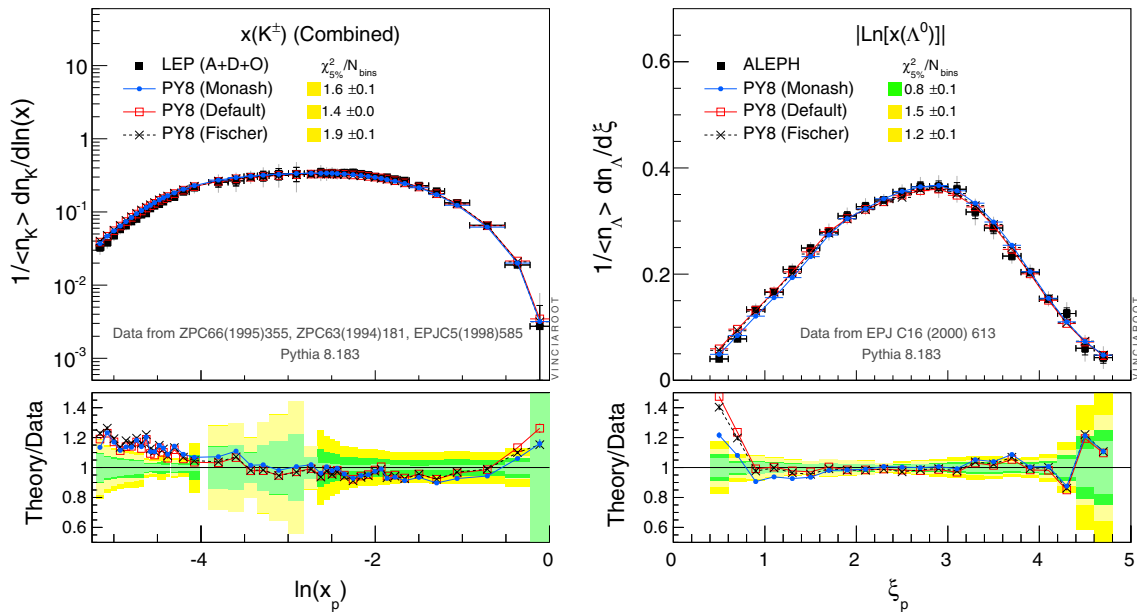 x(K±) (Combined)
LEP (A+D+O)
PY8 (Monash)
PY8 (Default)
PY8 (Fischer)
χ²5%/Nbins
1.6 ±0.1
1.4 ±0.0
1.9 ±0.1
1/<nK> dnK/dln(x)
10
1
10⁻¹
10⁻²
10⁻³
Data from ZPC66(1995)355, ZPC63(1994)181, EPJC5(1998)585
Pythia 8.183
VINCIAROOT
Theory/Data
1.4
1.2
1
0.8
0.6
-4
-2
0
ln(xp)
|Ln[x(Λ⁰)]|
ALEPH
PY8 (Monash)
PY8 (Default)
PY8 (Fischer)
χ²5%/Nbins
0.8 ±0.1
1.5 ±0.1
1.2 ±0.1
1/<nΛ> dnΛ/dξ
0.6
0.4
0.2
0
Data from EPJ C16 (2000) 613
Pythia 8.183
VINCIAROOT
Theory/Data
1.4
1.2
1
0.8
0.6
0
1
2
3
4
5
ξp